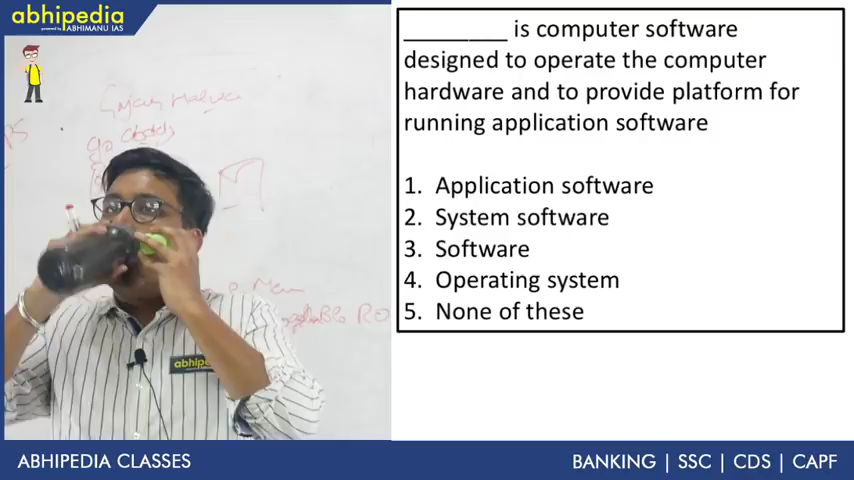 abhipedia
powered by ABHIMANU IAS
________ is computer software
designed to operate the computer
hardware and to provide platform for
running application software
1. Application software
2. System software
3. Software
4. Operating system
5. None of these
abhipe
ABHIPEDIA CLASSES
BANKING | SSC | CDS | CAPF